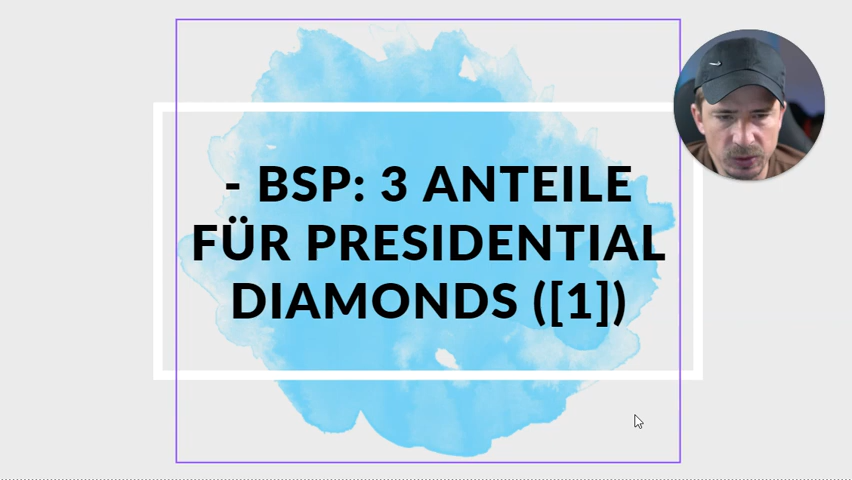 - BSP: 3 ANTEILE
FÜR PRESIDENTIAL
DIAMONDS ([1])